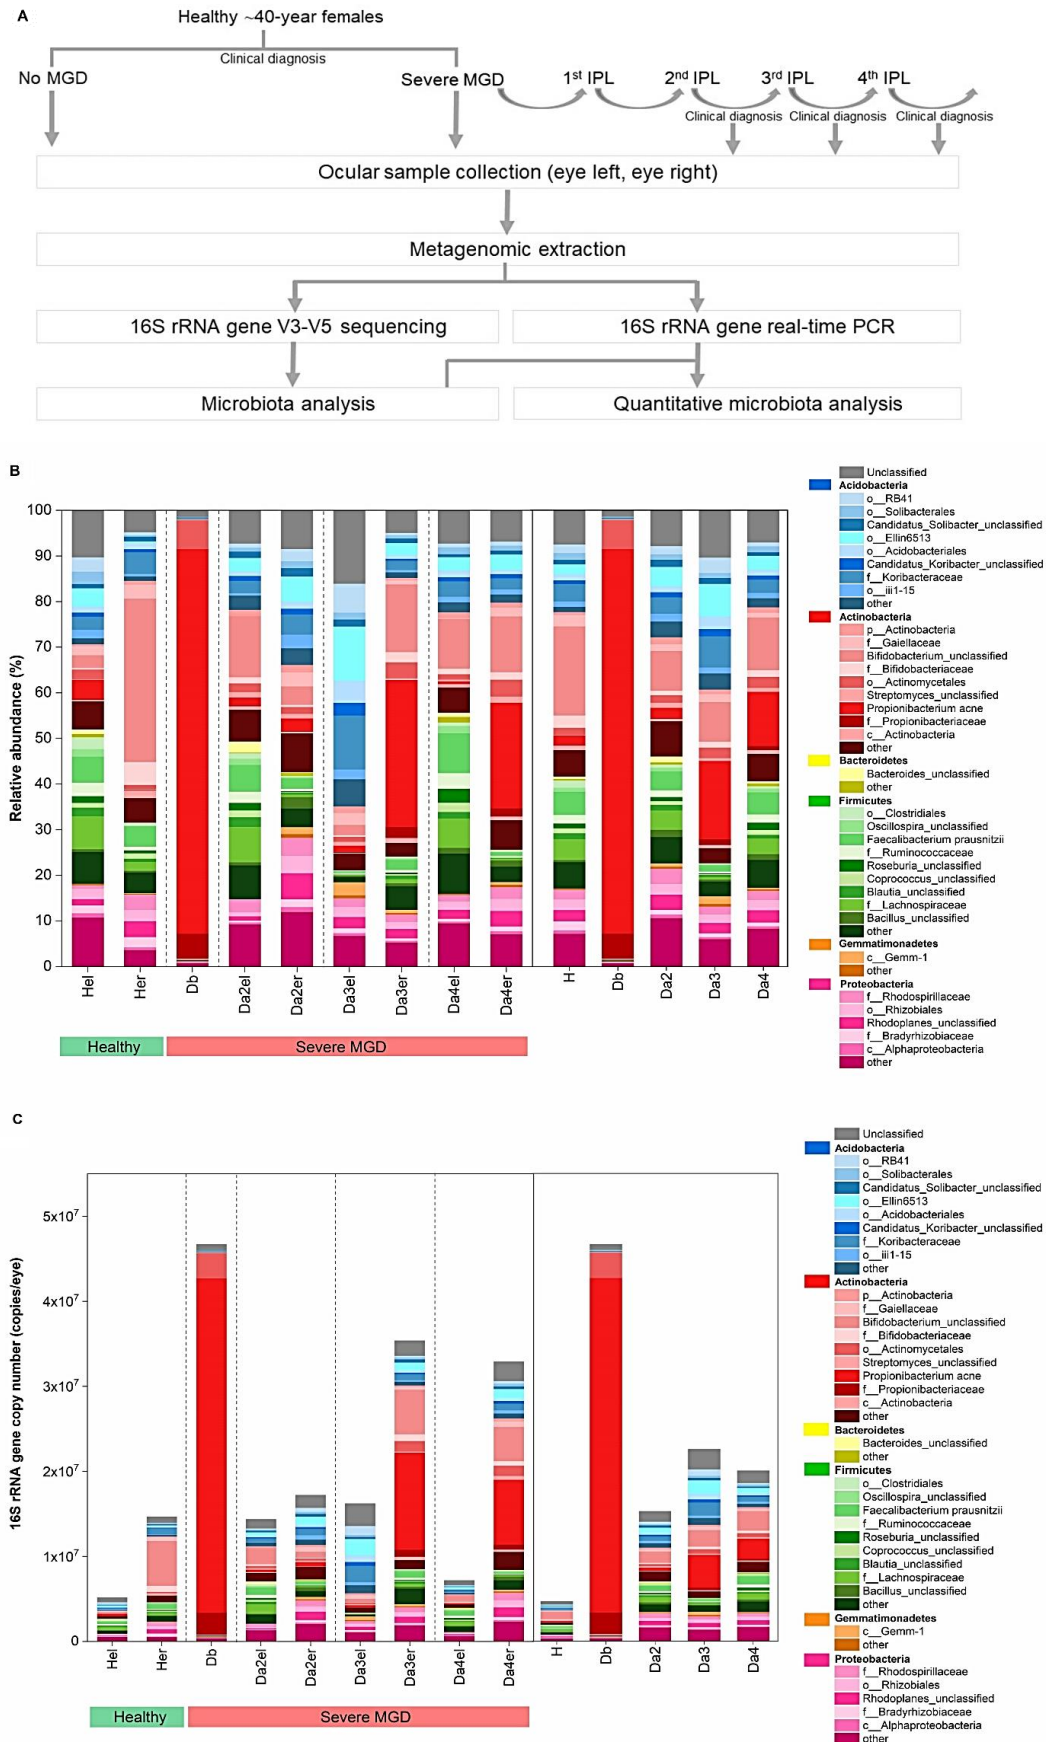 A
Healthy ~40-year females
Clinical diagnosis
No MGD
Severe MGD
1st IPL
2nd IPL
3rd IPL
4th IPL
Clinical diagnosis
Clinical diagnosis
Clinical diagnosis
Ocular sample collection (eye left, eye right)
Metagenomic extraction
16S rRNA gene V3-V5 sequencing
16S rRNA gene real-time PCR
Microbiota analysis
Quantitative microbiota analysis
B
Relative abundance (%)
100
90
80
70
60
50
40
30
20
10
0
Hel
Her
Db
Da2el
Da2er
Da3el
Da3er
Da4el
Da4er
H
Db
Da2
Da3
Da4
Healthy
Severe MGD
Unclassified
Acidobacteria
o__RB41
o__Solibacterales
Candidatus_Solibacter_unclassified
o__Ellin6513
o__Acidobacteriales
Candidatus_Koribacter_unclassified
f__Koribacteraceae
o__iii1-15
other
Actinobacteria
p__Actinobacteria
f__Gaiellaceae
Bifidobacterium_unclassified
f__Bifidobacteriaceae
o__Actinomycetales
Streptomyces_unclassified
Propionibacterium acne
f__Propionibacteriaceae
c__Actinobacteria
other
Bacteroidetes
Bacteroides_unclassified
other
Firmicutes
o__Clostridiales
Oscillospira_unclassified
Faecalibacterium prausnitzii
f__Ruminococcaceae
Roseburia_unclassified
Coprococcus_unclassified
Blautia_unclassified
f__Lachnospiraceae
Bacillus_unclassified
other
Gemmatimonadetes
c__Gemm-1
other
Proteobacteria
f__Rhodospirillaceae
o__Rhizobiales
Rhodoplanes_unclassified
f__Bradyrhizobiaceae
c__Alphaproteobacteria
other
C
16S rRNA gene copy number (copies/eye)
5x10⁷
4x10⁷
3x10⁷
2x10⁷
1x10⁷
0
Hel
Her
Db
Da2el
Da2er
Da3el
Da3er
Da4el
Da4er
H
Db
Da2
Da3
Da4
Healthy
Severe MGD
Unclassified
Acidobacteria
o__RB41
o__Solibacterales
Candidatus_Solibacter_unclassified
o__Ellin6513
o__Acidobacteriales
Candidatus_Koribacter_unclassified
f__Koribacteraceae
o__iii1-15
other
Actinobacteria
p__Actinobacteria
f__Gaiellaceae
Bifidobacterium_unclassified
f__Bifidobacteriaceae
o__Actinomycetales
Streptomyces_unclassified
Propionibacterium acne
f__Propionibacteriaceae
c__Actinobacteria
other
Bacteroidetes
Bacteroides_unclassified
other
Firmicutes
o__Clostridiales
Oscillospira_unclassified
Faecalibacterium prausnitzii
f__Ruminococcaceae
Roseburia_unclassified
Coprococcus_unclassified
Blautia_unclassified
f__Lachnospiraceae
Bacillus_unclassified
other
Gemmatimonadetes
c__Gemm-1
other
Proteobacteria
f__Rhodospirillaceae
o__Rhizobiales
Rhodoplanes_unclassified
f__Bradyrhizobiaceae
c__Alphaproteobacteria
other